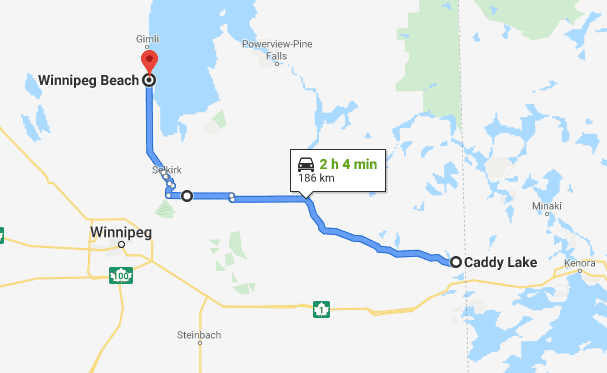 Gimli
Powerview-Pine
Falls
Winnipeg Beach
2 h 4 min
186 km
Selkirk
Minaki
Winnipeg
Caddy Lake
Kenora
100
1
Steinbach